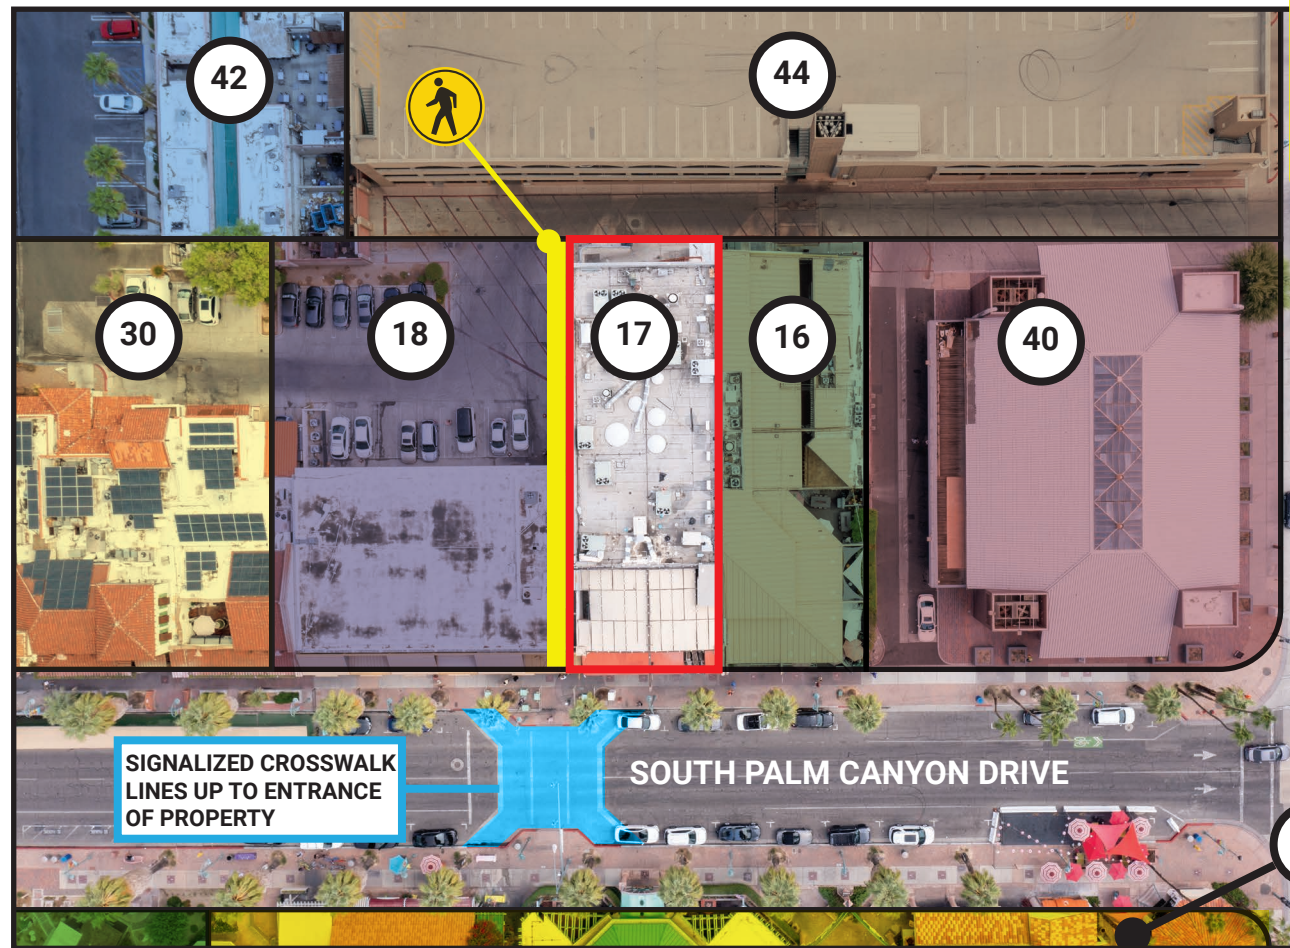 42
44
30
18
17
16
40
SIGNALIZED CROSSWALK
LINES UP TO ENTRANCE
OF PROPERTY
SOUTH PALM CANYON DRIVE